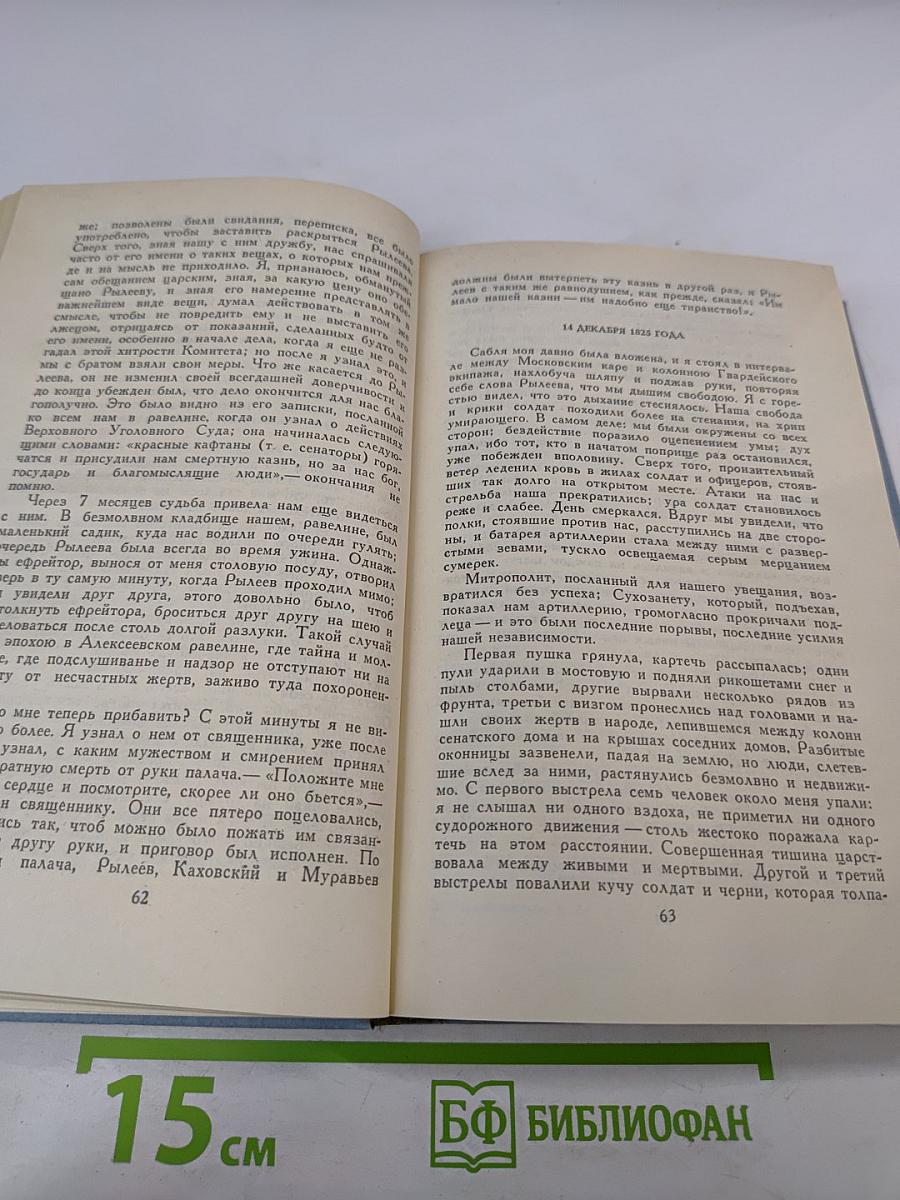 же: позволены были свидания, переписка, все было
употреблено, чтобы заставить раскрыться Рылеева.
Сверх того, зная нашу с ним дружбу, нас спрашивали
часто от его имени о таких вещах, о которых нам преж-
де и на мысль не приходило. Я, признаюсь, обманутый
сам обещанием царским, зная, за какую цену оно обе-
щано Рылееву, и зная его намерение представлять в
важнейшем виде вещи, думал действовать в том же
смысле, чтобы не повредить ему и не выставить его
лжецом, отрицаясь от показаний, сделанных будто от
его имени, особенно в начале дела, когда я еще не раз-
гадал этой хитрости Комитета; но после я узнал это, и
мы с братом взяли свои меры. Что же касается до Ры-
леева, он не изменил своей всегдашней доверчивости и
до конца убежден был, что дело окончится для нас бла-
гополучно. Это было видно из его записки, посланной
ко всем нам в равелине, когда он узнал о действиях
Верховного Уголовного Суда; она начиналась следую-
щими словами: «красные кафтаны (т. е. сенаторы) горя-
чатся и присудили нам смертную казнь, но за нас бог,
государь и благомыслящие люди»,— окончания не
помню.
Через 7 месяцев судьба привела нам еще видеться
с ним. В безмолвном кладбище нашем, равелине, был
маленький садик, куда нас водили по очереди гулять;
очередь Рылеева была всегда во время ужина. Однаж-
ы ефрейтор, вынося от меня столовую посуду, отворил
верь в ту самую минуту, когда Рылеев проходил мимо;
и увидели друг друга, этого довольно было, чтоб
толкнуть ефрейтора, броситься друг другу на шею и
еловаться после столь долгой разлуки. Такой случай
эпохою в Алексеевском равелине, где тайна и мол-
е, где подслушиванье и надзор не отступают ни на
ту от несчастных жертв, заживо туда похоронен-
о мне теперь прибавить? С этой минуты я не ви-
о более. Я узнал о нем от священника, уже после
узнал, с каким мужеством и смирением принял
ратную смерть от руки палача.— «Положите мне
сердце и посмотрите, скорее ли оно бьется»,—
н священнику. Они все пятеро поцеловались,
ись так, чтоб можно было пожать им связан-
другу руки, и приговор был исполнен. По
и палача, Рылеев, Каховский и Муравьев
62
должны были вытерпеть эту казнь в другой раз, и Ры-
леев с таким же равнодушием, как прежде, сказал: «Им
мало нашей казни — им надобно еще тиранство!».
14 ДЕКАБРЯ 1825 ГОДА
Сабля моя давно была вложена, и я стоял в интерва-
ле между Московским каре и колонною Гвардейского
экипажа, нахлобуча шляпу и поджав руки, повторяя
себе слова Рылеева, что мы дышим свободою. Я с горе-
стью видел, что это дыхание стеснялось. Наша свобода
и крики солдат походили более на стенания, на хрип
умирающего. В самом деле: мы были окружены со всех
сторон; бездействие поразило оцепенением умы; дух
упал, ибо тот, кто в начатом поприще раз остановился,
уже побежден вполовину. Сверх того, пронзительный
ветер леденил кровь в жилах солдат и офицеров, стояв-
ших так долго на открытом месте. Атаки на нас и
стрельба наша прекратились; ура солдат становилось
реже и слабее. День смеркался. Вдруг мы увидели, что
полки, стоявшие против нас, расступились на две сторо-
ны, и батарея артиллерии стала между ними с развер-
стыми зевами, тускло освещаемая серым мерцанием
сумерек.
Митрополит, посланный для нашего увещания, воз-
вратился без успеха; Сухозанету, который, подъехав,
показал нам артиллерию, громогласно прокричали под-
леца — и это были последние порывы, последние усилия
нашей независимости.
Первая пушка грянула, картечь рассыпалась; одни
пули ударили в мостовую и подняли рикошетами снег и
пыль столбами, другие вырвали несколько рядов из
фрунта, третьи с визгом пронеслись над головами и на-
шли своих жертв в народе, лепившемся между колонн
сенатского дома и на крышах соседних домов. Разбитые
оконницы зазвенели, падая на землю, но люди, слетев-
шие вслед за ними, растянулись безмолвно и недвижи-
мо. С первого выстрела семь человек около меня упали:
я не слышал ни одного вздоха, не приметил ни одного
судорожного движения — столь жестоко поражала кар-
течь на этом расстоянии. Совершенная тишина царст-
вовала между живыми и мертвыми. Другой и третий
выстрелы повалили кучу солдат и черни, которая толпа-
63
15 см
БФ БИБЛИОФАН